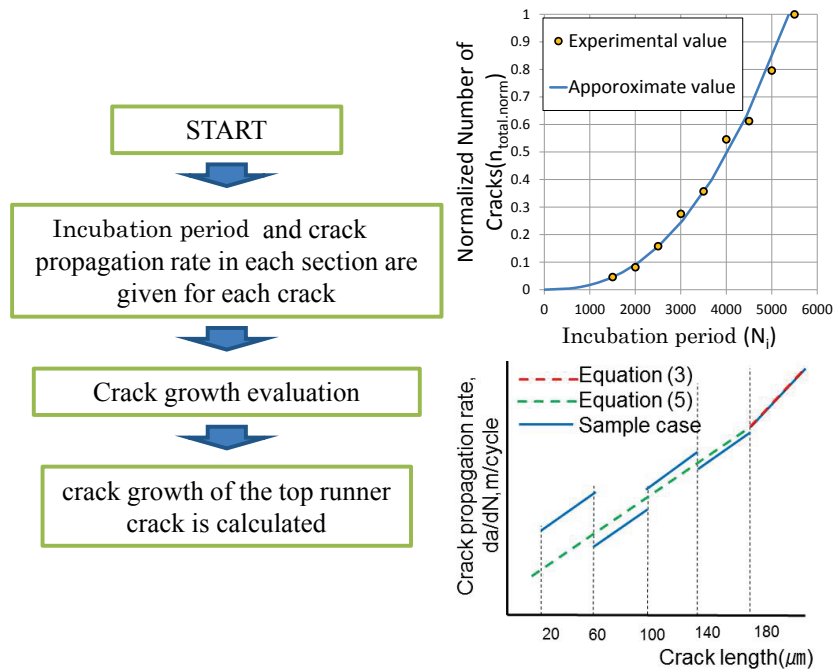 START
Incubation period and crack
propagation rate in each section are
given for each crack
Crack growth evaluation
crack growth of the top runner
crack is calculated
Normalized Number of
Cracks(n_total.norm)
1
0.9
0.8
0.7
0.6
0.5
0.4
0.3
0.2
0.1
0
Experimental value
Apporoximate value
0 1000 2000 3000 4000 5000 6000
Incubation period (N_i)
Crack propagation rate,
da/dN,m/cycle
Equation (3)
Equation (5)
Sample case
20 60 100 140 180
Crack length(㎛)